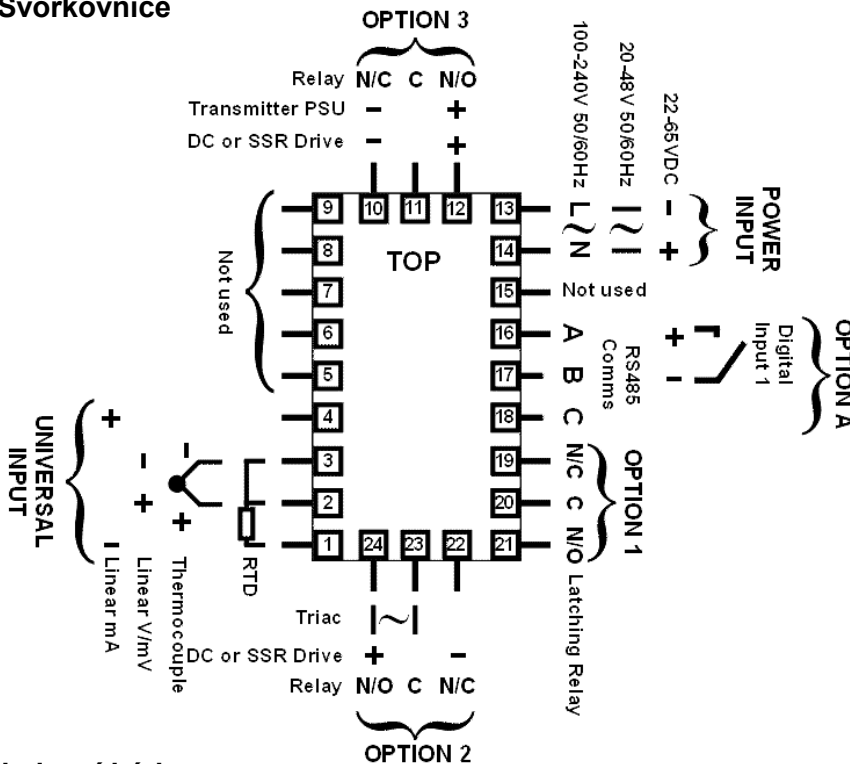 Svorkovnice
OPTION 3
Relay N/C C N/O
Transmitter PSU - +
DC or SSR Drive - +
100-240V 50/60Hz
L ~ N
20-48V 50/60Hz
~
22-65VDC
- +
POWER
INPUT
9
8
7
6
5
4
3
2
1
10 11 12
13
14
15
16
17
18
19
20
21
24 23 22
TOP
Not used
Not used
A
B
C
RS485
Comms
+
-
Digital
Input 1
OPTION A
N/C C N/O
OPTION 1
Latching Relay
UNIVERSAL
INPUT
+ - Linear mA
- + Linear V/mV
- + Thermocouple
RTD
Triac ~
DC or SSR Drive + -
Relay N/O C N/C
OPTION 2